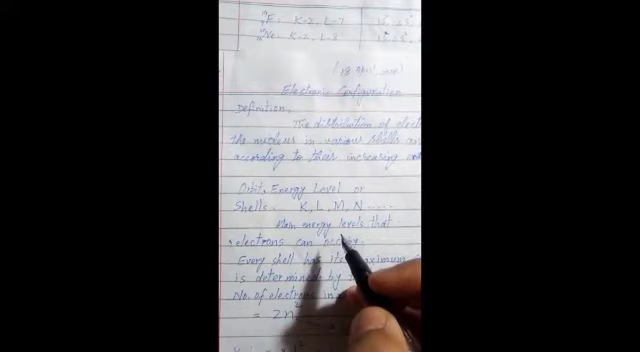 F: K-2, L-7
Ne: K-2, L-8
Electronic Configuration
Definition.
The distribution of elect
the nucleus in various shells
according to their increasing
Orbit, Energy Level or
Shells. K, L, M, N .....
Main energy levels that
electrons can occupy.
Every shell has its maximum
is determined by
No. of electrons in
= 2n²